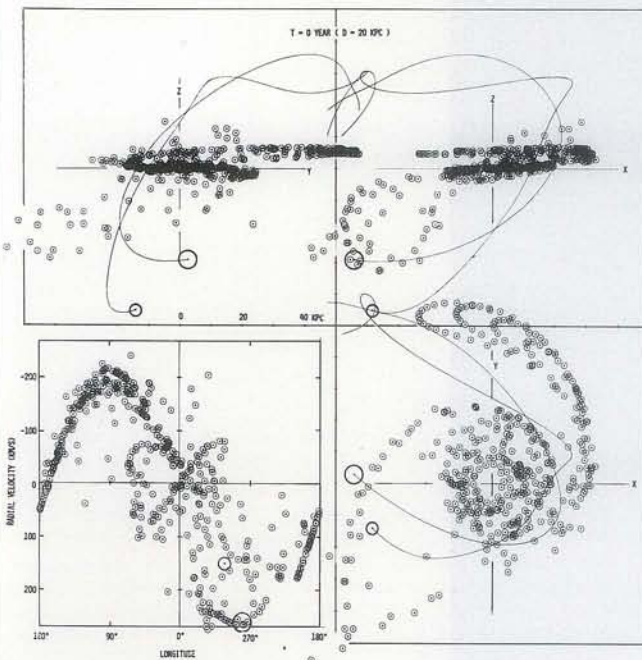 T = 0 YEAR ( D = 20 KPC )
Z
Y
Z
X
0 20 40 KPC
Y
X
RADIAL VELOCITY (KM/S)
-200
-100
0
100
200
180° 90° 0° 270° 180°
LONGITUDE